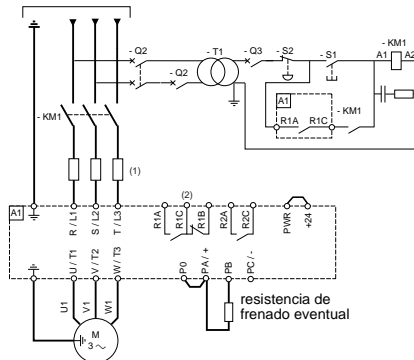 - Q2
- T1
- Q3
- S2
- S1
- KM1
A1
A2
- Q2
- KM1
A1
R1A
R1C
- KM1
(1)
A1
R / L1
S / L2
T / L3
R1A
(2)
R1C
R1B
R2A
R2C
PWR
+24
U / T1
V / T2
W / T3
P0
PA / +
PB
PC / -
U1
V1
W1
M
3 ~
resistencia de
frenado eventual